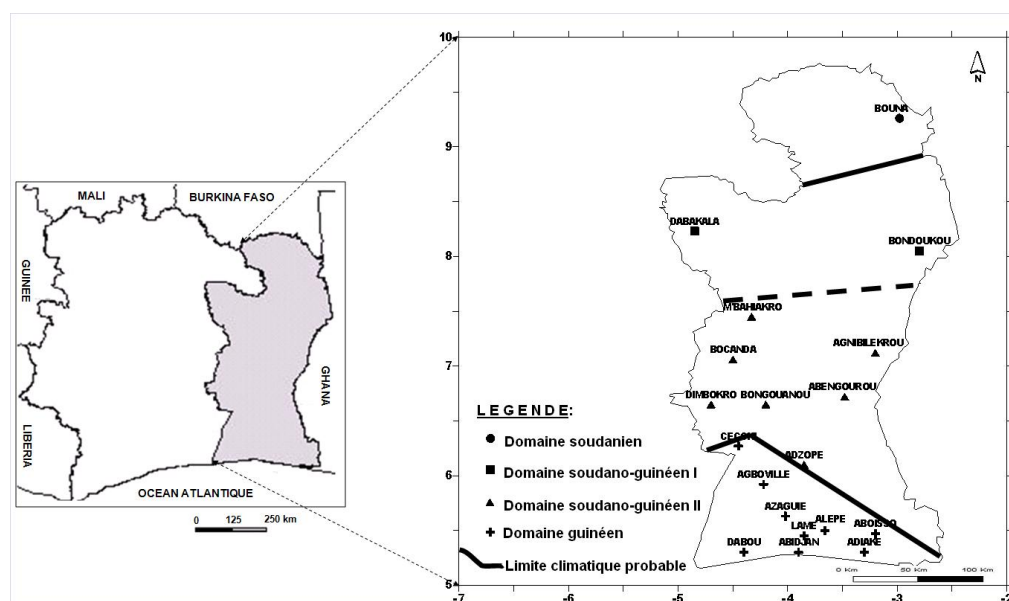 MALI
BURKINA FASO
GUINEE
LIBERIA
GHANA
OCEAN ATLANTIQUE
0 125 250 km
10
9
8
7
6
5
-7 -6 -5 -4 -3 -2
N
BOUNA
DABAKALA
BONDOUKOU
M'BAHIAKRO
BOCANDA
AGNIBILEKROU
DIMBOKRO
BONGOUANOU
ABENGOUROU
ADZOPE
AGBOVILLE
AZAGUIE
ALEPE
LAME
ABOISSO
DABOU
ABIDJAN
ADIAKE
LEGENDE:
Domaine soudanien
Domaine soudano-guinéen I
Domaine soudano-guinéen II
Domaine guinéen
Limite climatique probable
0 Km 50 Km 100 Km